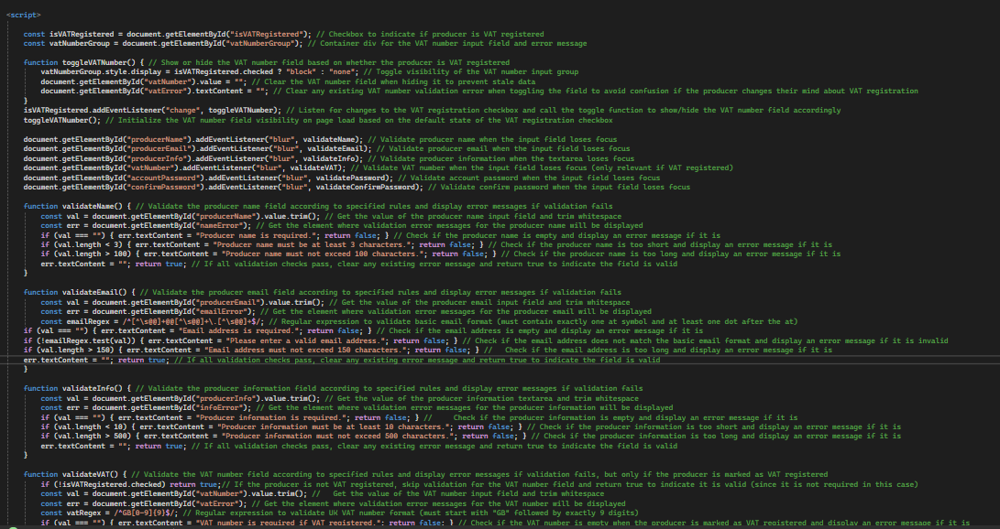 <script>
const isVATRegistered = document.getElementById("isVATRegistered"); // Checkbox to indicate if producer is VAT registered
const vatNumberGroup = document.getElementById("vatNumberGroup"); // Container div for the VAT number input field and error message
function toggleVATNumber() { // Show or hide the VAT number field based on whether the producer is VAT registered
vatNumberGroup.style.display = isVATRegistered.checked ? "block" : "none"; // Toggle visibility of the VAT number input group
document.getElementById("vatNumber").value = ""; // Clear the VAT number field when hiding it to prevent stale data
document.getElementById("vatError").textContent = ""; // Clear any existing VAT number validation error when toggling the field to avoid confusion if the producer changes their mind about VAT registration
}
isVATRegistered.addEventListener("change", toggleVATNumber); // Listen for changes to the VAT registration checkbox and call the toggle function to show/hide the VAT number field accordingly
toggleVATNumber(); // Initialize the VAT number field visibility on page load based on the default state of the VAT registration checkbox
document.getElementById("producerName").addEventListener("blur", validateName); // Validate producer name when the input field loses focus
document.getElementById("producerEmail").addEventListener("blur", validateEmail); // Validate producer email when the input field loses focus
document.getElementById("producerInfo").addEventListener("blur", validateInfo); // Validate producer information when the textarea loses focus
document.getElementById("vatNumber").addEventListener("blur", validateVAT); // Validate VAT number when the input field loses focus (only relevant if VAT registered)
document.getElementById("accountPassword").addEventListener("blur", validatePassword); // Validate account password when the input field loses focus
document.getElementById("confirmPassword").addEventListener("blur", validateConfirmPassword); // Validate confirm password when the input field loses focus
function validateName() { // Validate the producer name field according to specified rules and display error messages if validation fails
const val = document.getElementById("producerName").value.trim(); // Get the value of the producer name input field and trim whitespace
const err = document.getElementById("nameError"); // Get the element where validation error messages for the producer name will be displayed
if (val === "") { err.textContent = "Producer name is required."; return false; } // Check if the producer name is empty and display an error message if it is
if (val.length < 3) { err.textContent = "Producer name must be at least 3 characters."; return false; } // Check if the producer name is too short and display an error message if it is
if (val.length > 100) { err.textContent = "Producer name must not exceed 100 characters."; return false; } // Check if the producer name is too long and display an error message if it is
err.textContent = ""; return true; // If all validation checks pass, clear any existing error message and return true to indicate the field is valid
}
function validateEmail() { // Validate the producer email field according to specified rules and display error messages if validation fails
const val = document.getElementById("producerEmail").value.trim(); // Get the value of the producer email input field and trim whitespace
const err = document.getElementById("emailError"); // Get the element where validation error messages for the producer email will be displayed
const emailRegex = /^[^\s@@]+@@[^\s@@]+\.[^\s@@]+$/; // Regular expression to validate basic email format (must contain exactly one at symbol and at least one dot after the at)
if (val === "") { err.textContent = "Email address is required."; return false; } // Check if the email address is empty and display an error message if it is
if (!emailRegex.test(val)) { err.textContent = "Please enter a valid email address."; return false; } // Check if the email address does not match the basic email format and display an error message if it is invalid
if (val.length > 150) { err.textContent = "Email address must not exceed 150 characters."; return false; } //   Check if the email address is too long and display an error message if it is
err.textContent = ""; return true; // If all validation checks pass, clear any existing error message and return true to indicate the field is valid
}
function validateInfo() { // Validate the producer information field according to specified rules and display error messages if validation fails
const val = document.getElementById("producerInfo").value.trim(); // Get the value of the producer information textarea and trim whitespace
const err = document.getElementById("infoError"); // Get the element where validation error messages for the producer information will be displayed
if (val === "") { err.textContent = "Producer information is required."; return false; } //     Check if the producer information is empty and display an error message if it is
if (val.length < 10) { err.textContent = "Producer information must be at least 10 characters."; return false; } // Check if the producer information is too short and display an error message if it is
if (val.length > 500) { err.textContent = "Producer information must not exceed 500 characters."; return false; } // Check if the producer information is too long and display an error message if it is
err.textContent = ""; return true; // If all validation checks pass, clear any existing error message and return true to indicate the field is valid
}
function validateVAT() { // Validate the VAT number field according to specified rules and display error messages if validation fails, but only if the producer is marked as VAT registered
if (!isVATRegistered.checked) return true;// If the producer is not VAT registered, skip validation for the VAT number field and return true to indicate it is valid (since it is not required in this case)
const val = document.getElementById("vatNumber").value.trim(); //   Get the value of the VAT number input field and trim whitespace
const err = document.getElementById("vatError"); // Get the element where validation error messages for the VAT number will be displayed
const vatRegex = /^GB[0-9]{9}$/; // Regular expression to validate UK VAT number format (must start with "GB" followed by exactly 9 digits)
if (val === "") { err.textContent = "VAT number is required if VAT registered."; return false; } // Check if the VAT number is empty when the producer is marked as VAT registered and display an error message if it is